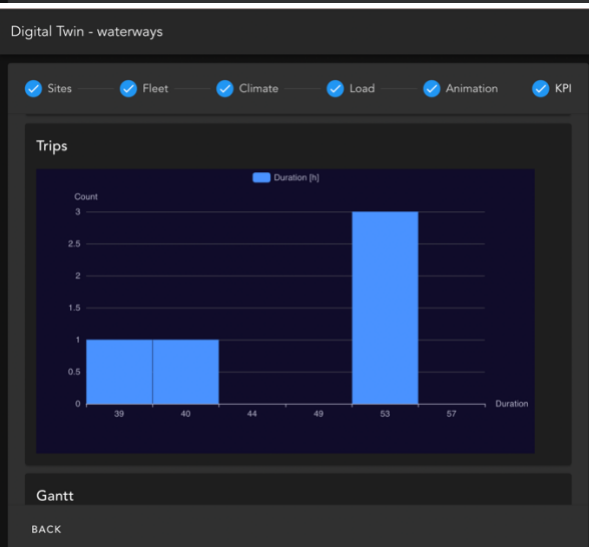 Digital Twin - waterways
Sites Fleet Climate Load Animation KPI
Trips
Duration [h]
Count
3
2.5
2
1.5
1
0.5
0
39 40 44 49 53 57 Duration
Gantt
BACK